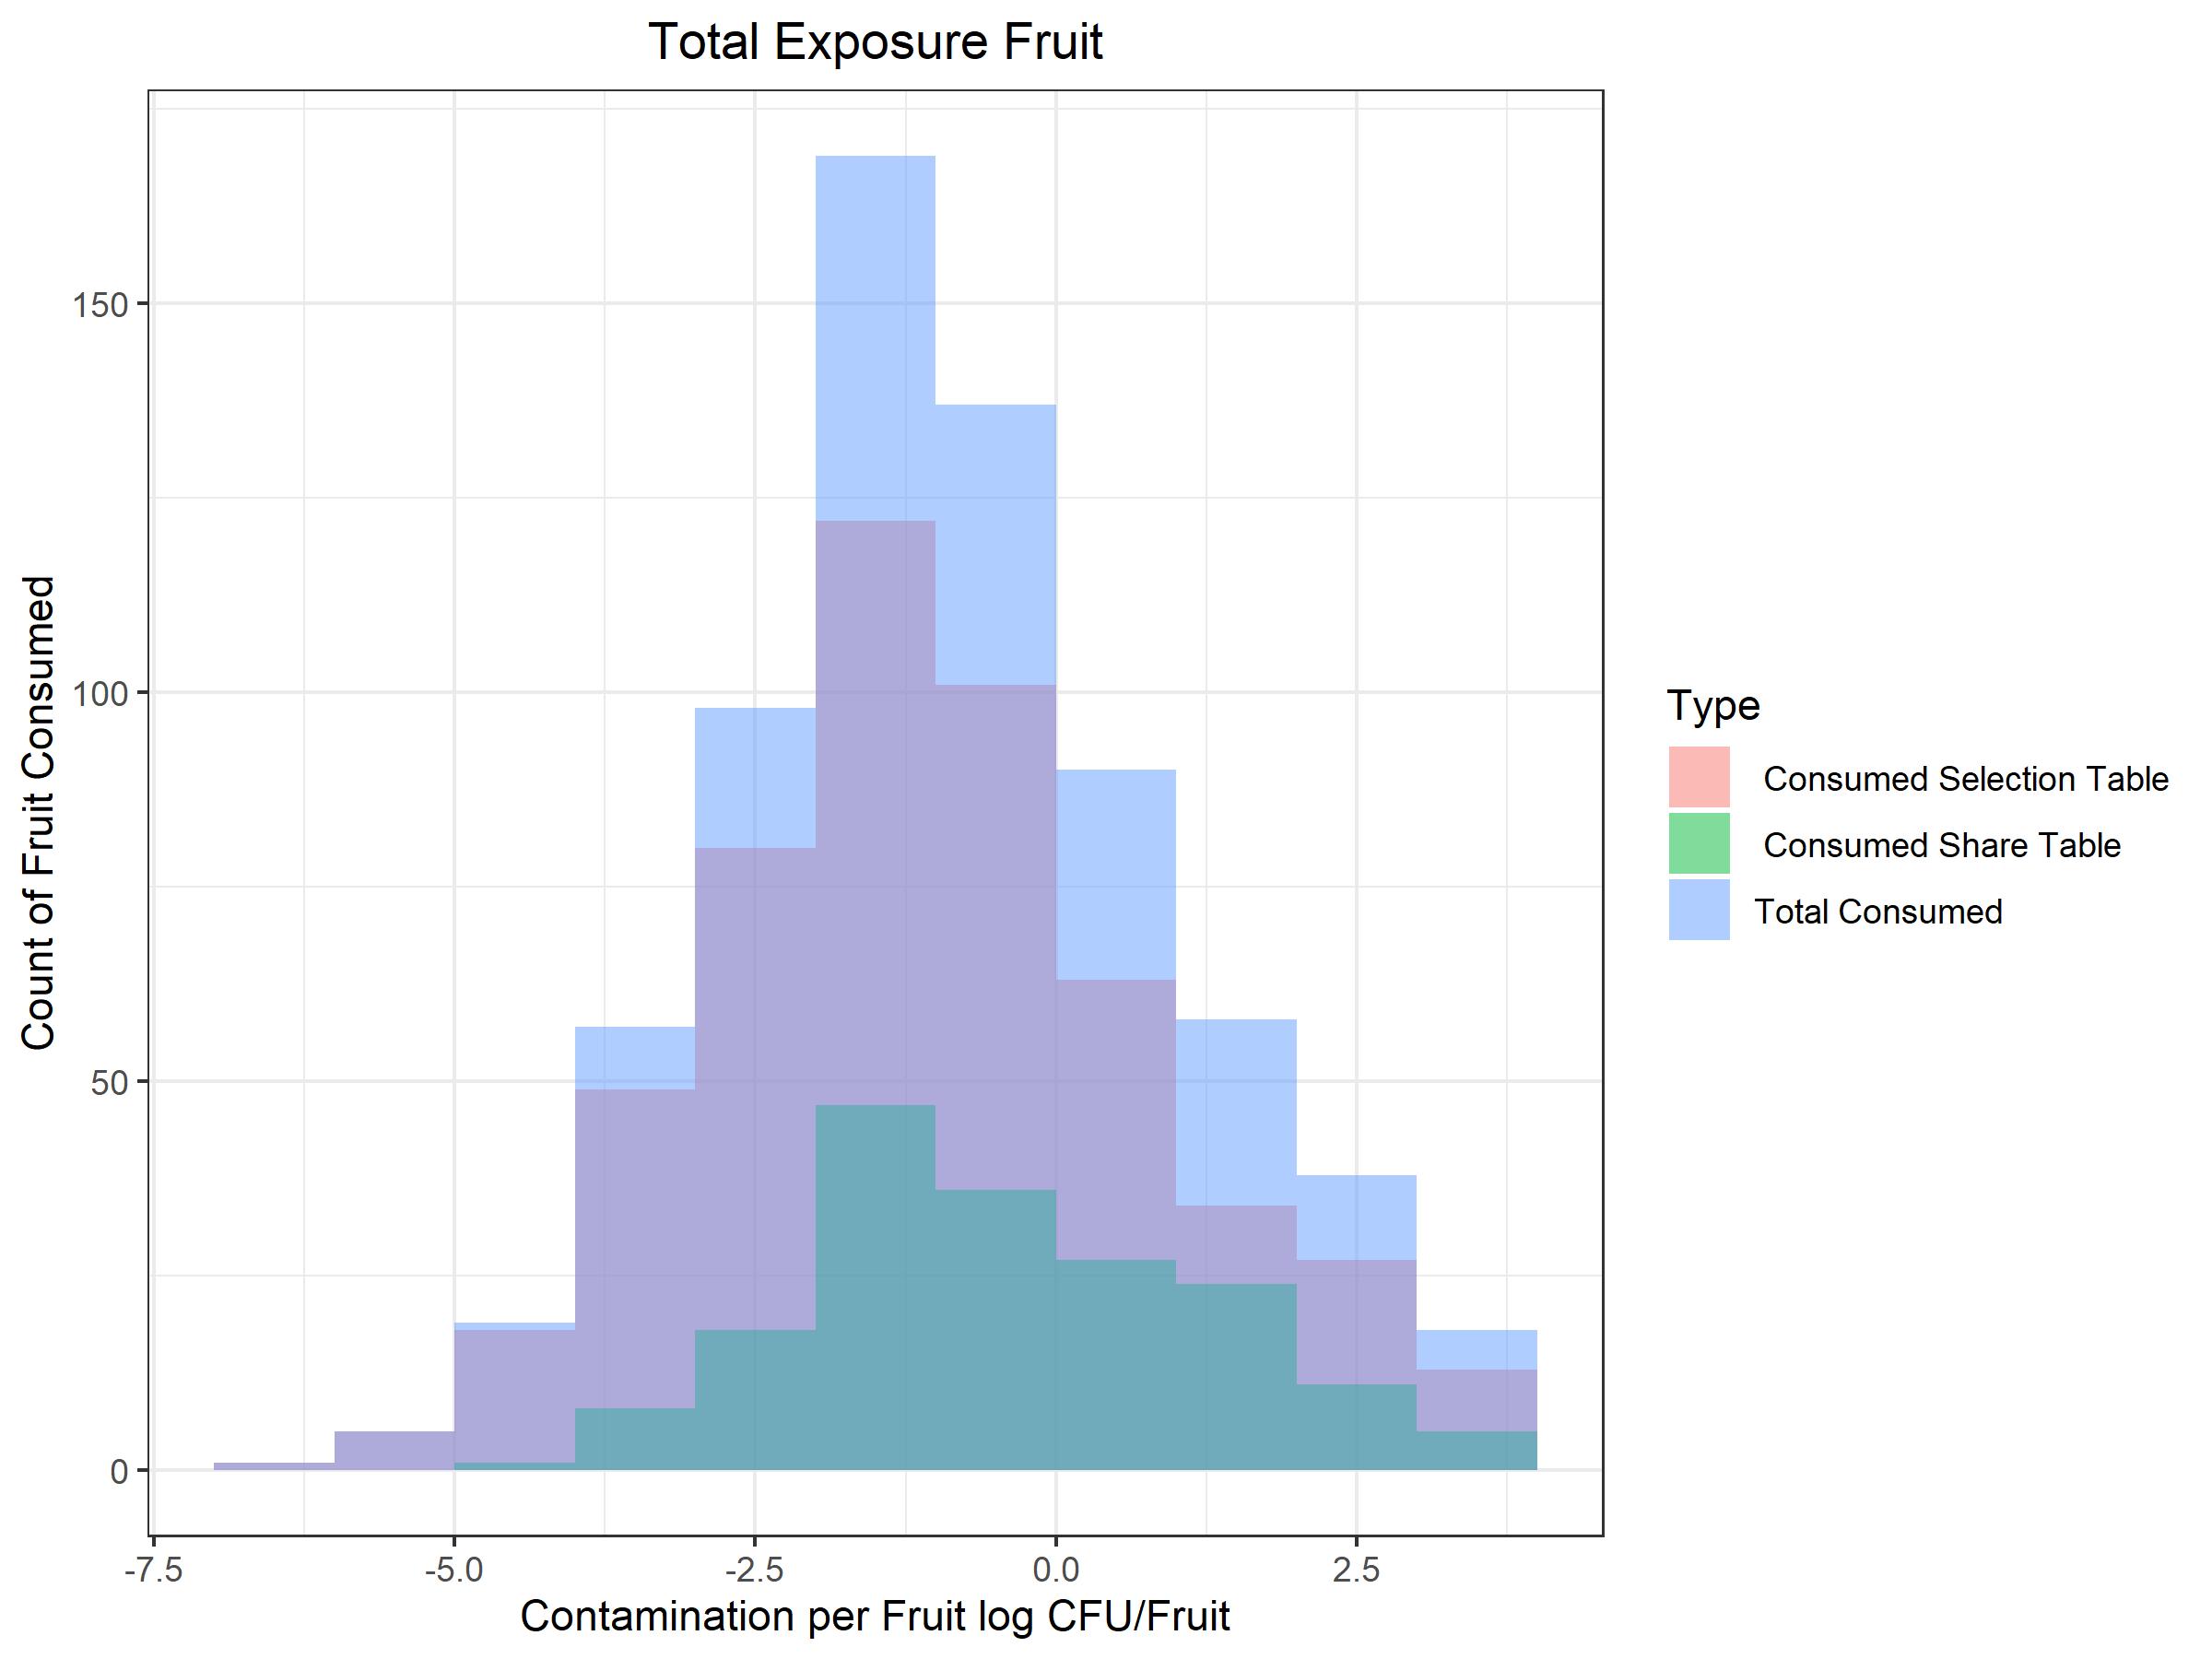 Total Exposure Fruit
Count of Fruit Consumed
150
100
50
0
-7.5
-5.0
-2.5
0.0
2.5
Contamination per Fruit log CFU/Fruit
Type
Consumed Selection Table
Consumed Share Table
Total Consumed